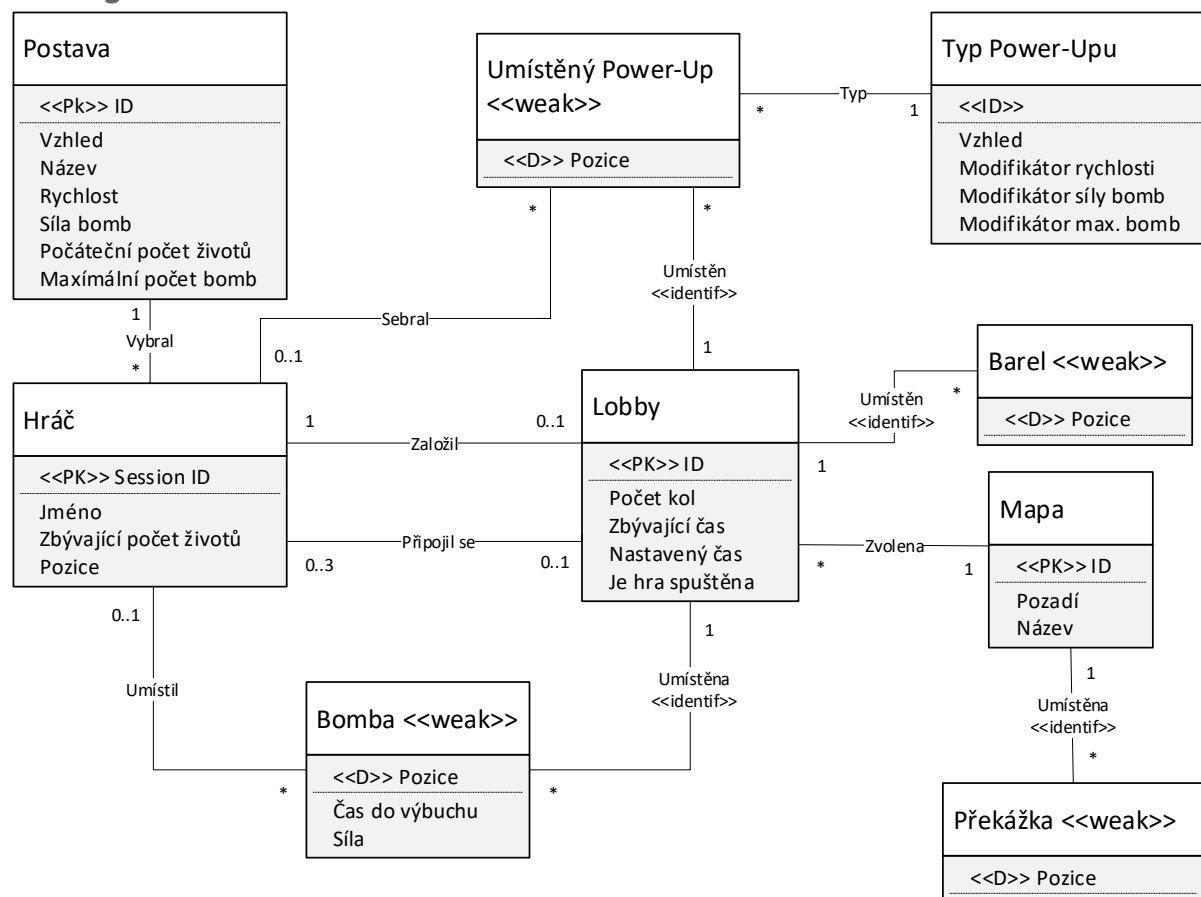 Postava
<<Pk>> ID
Vzhled
Název
Rychlost
Síla bomb
Počáteční počet životů
Maxímální počet bomb
Umístěný Power-Up
<<weak>>
<<D>> Pozice
Typ
*
1
Typ Power-Upu
<<ID>>
Vzhled
Modifikátor rychlosti
Modifikátor síly bomb
Modifikátor max. bomb
1
Vybral
*
Sebral
*
0..1
*
Umístěn
<<identif>>
1
Hráč
<<PK>> Session ID
Jméno
Zbývající počet životů
Pozice
1
Založil
0..1
0..3
Připojil se
0..1
Lobby
<<PK>> ID
Počet kol
Zbývající čas
Nastavený čas
Je hra spuštěna
Umístěn
<<identif>>
*
1
Barel <<weak>>
<<D>> Pozice
Zvolena
*
1
Mapa
<<PK>> ID
Pozadí
Název
0..1
Umístil
*
1
Umístěna
<<identif>>
*
Bomba <<weak>>
<<D>> Pozice
Čas do výbuchu
Síla
1
Umístěna
<<identif>>
*
Překážka <<weak>>
<<D>> Pozice